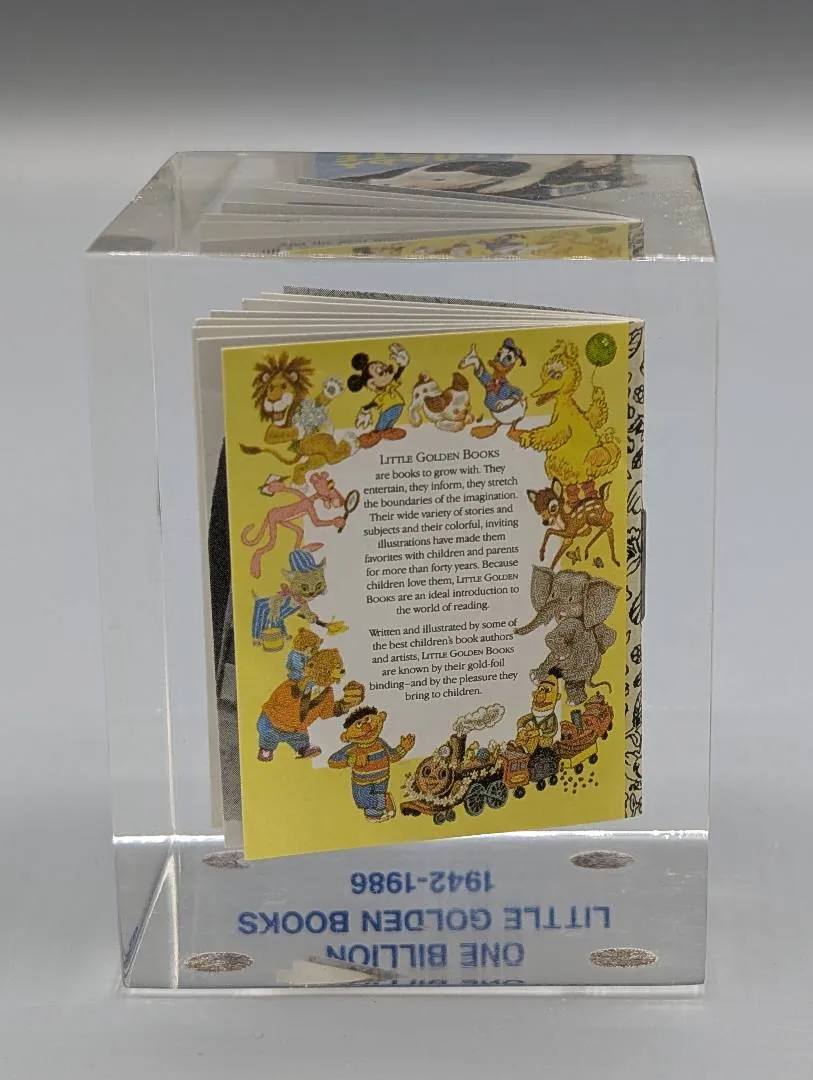 LITTLE GOLDEN BOOKS
are books to grow with. They
entertain, they inform, they stretch
the boundaries of the imagination.
Their wide variety of stories and
subjects and their colorful, inviting
illustrations have made them
favorites with children and parents
for more than forty years. Because
children love them, LITTLE GOLDEN
BOOKS are an ideal introduction to
the world of reading.
Written and illustrated by some of
the best children's book authors
and artists, LITTLE GOLDEN BOOKS
are known by their gold-foil
binding—and by the pleasure they
bring to children.
ONE BILLION
LITTLE GOLDEN BOOKS
1942-1986